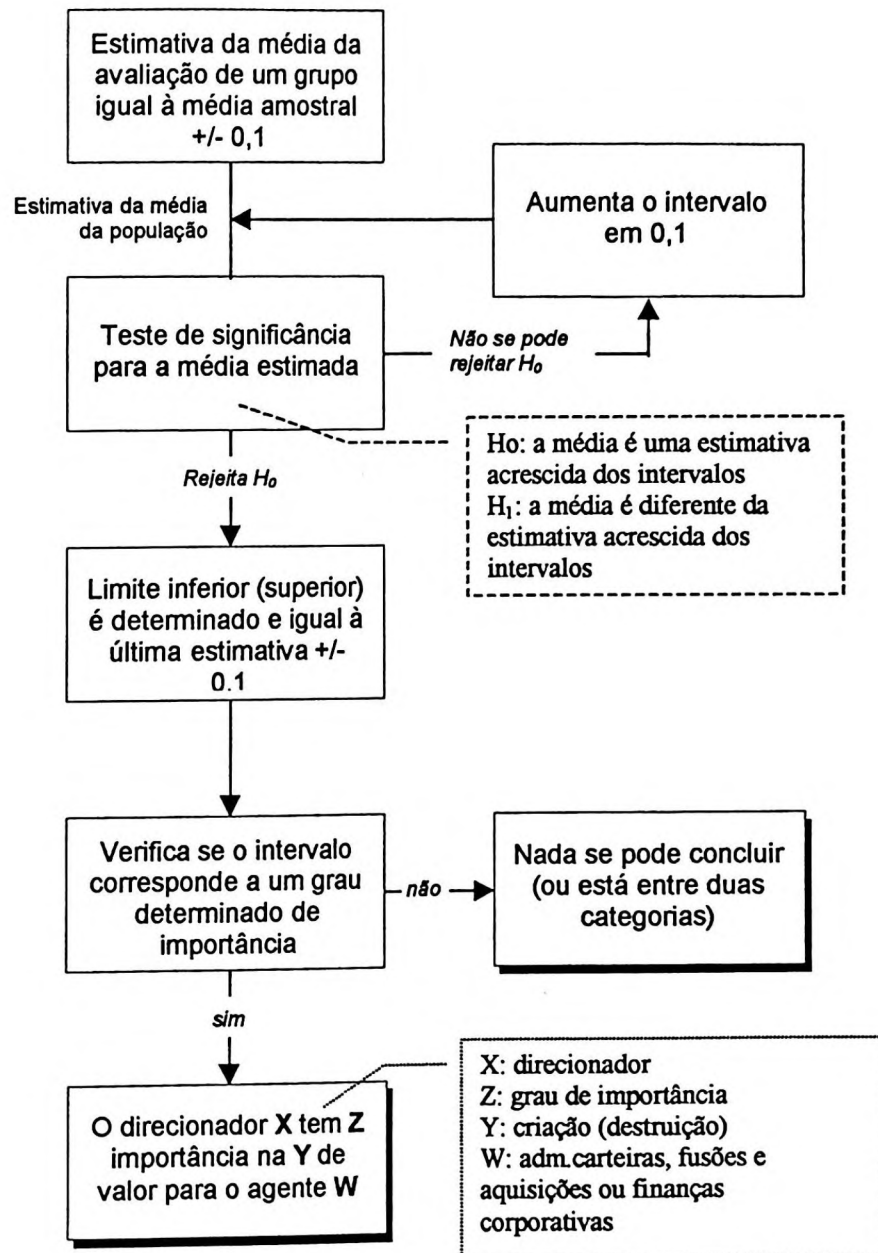 Estimativa da média da
avaliação de um grupo
igual à média amostral
+/- 0,1
Estimativa da média
da população
Aumenta o intervalo
em 0,1
Teste de significância
para a média estimada
Não se pode
rejeitar H₀
Ho: a média é uma estimativa
acrescida dos intervalos
H₁: a média é diferente da
estimativa acrescida dos
intervalos
Rejeita H₀
Limite inferior (superior)
é determinado e igual à
última estimativa +/-
0.1
Verifica se o intervalo
corresponde a um grau
determinado de
importância
não
Nada se pode concluir
(ou está entre duas
categorias)
sim
O direcionador X tem Z
importância na Y de
valor para o agente W
X: direcionador
Z: grau de importância
Y: criação (destruição)
W: adm.carteiras, fusões e
aquisições ou finanças
corporativas